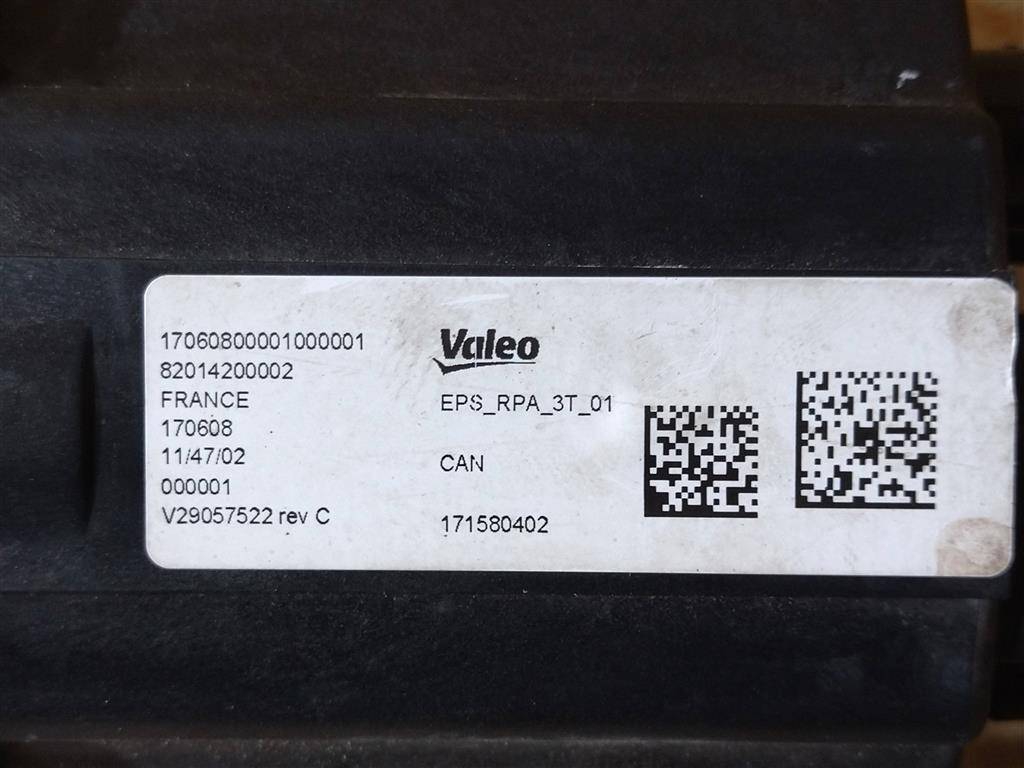 17060800001000001
82014200002
FRANCE
170608
11/47/02
000001
V29057522 rev C
Valeo
EPS_RPA_3T_01
CAN
171580402